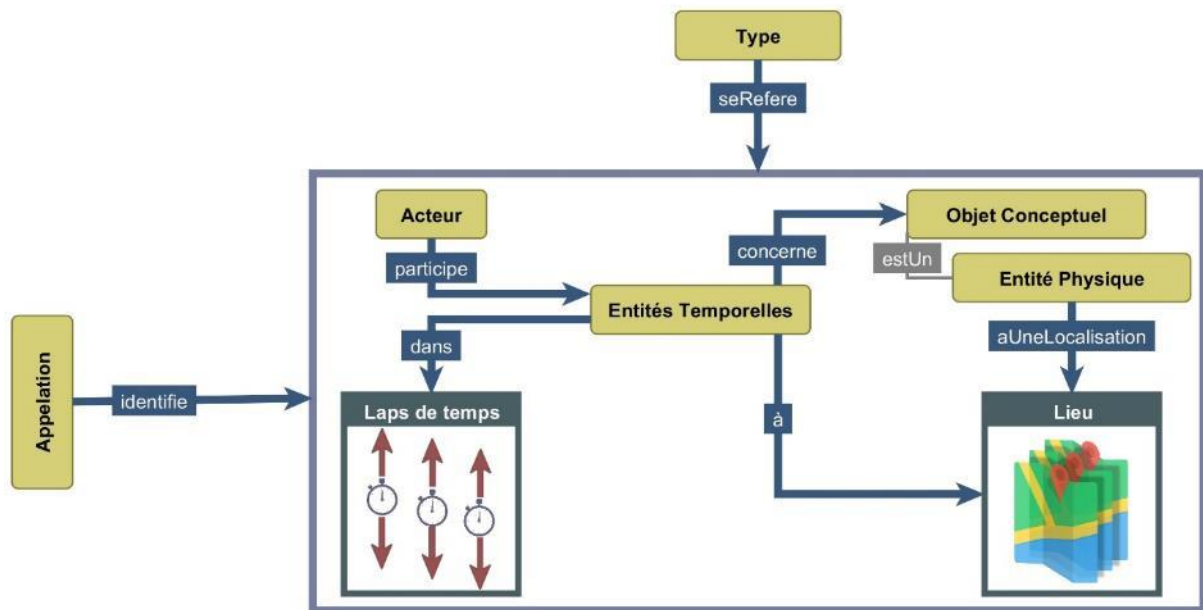 Type
seRefere
Acteur
Objet Conceptuel
participe
concerne
estUn
Entité Physique
Entités Temporelles
aUneLocalisation
dans
Appelation
identifie
Laps de temps
à
Lieu